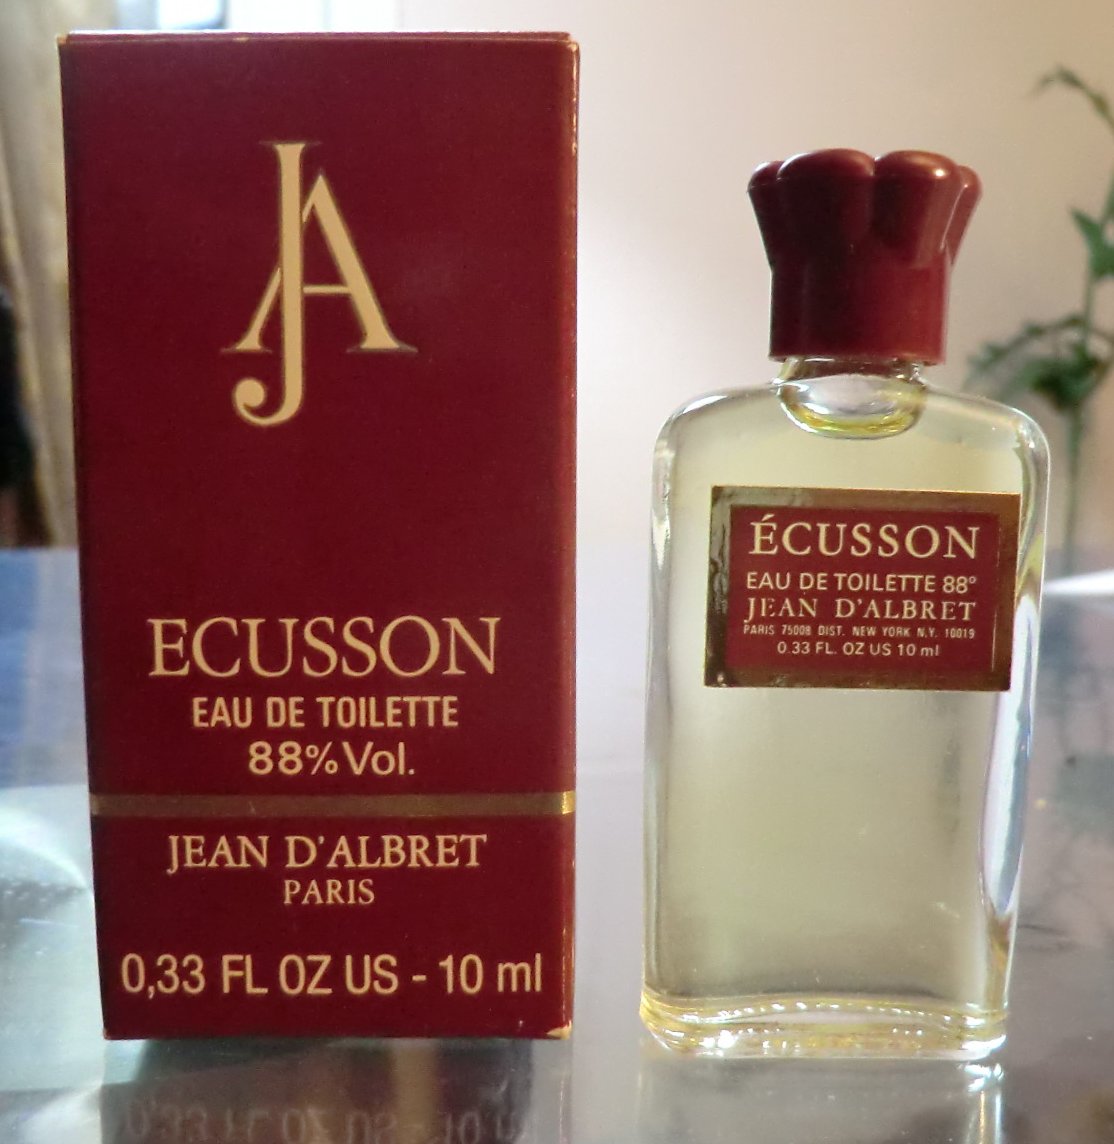 JA
ECUSSON
EAU DE TOILETTE
88% Vol.
JEAN D'ALBRET
PARIS
0,33 FL OZ US - 10 ml
ÉCUSSON
EAU DE TOILETTE 88°
JEAN D'ALBRET
PARIS 75008 DIST. NEW YORK N.Y. 10019
0.33 FL. OZ US 10 ml